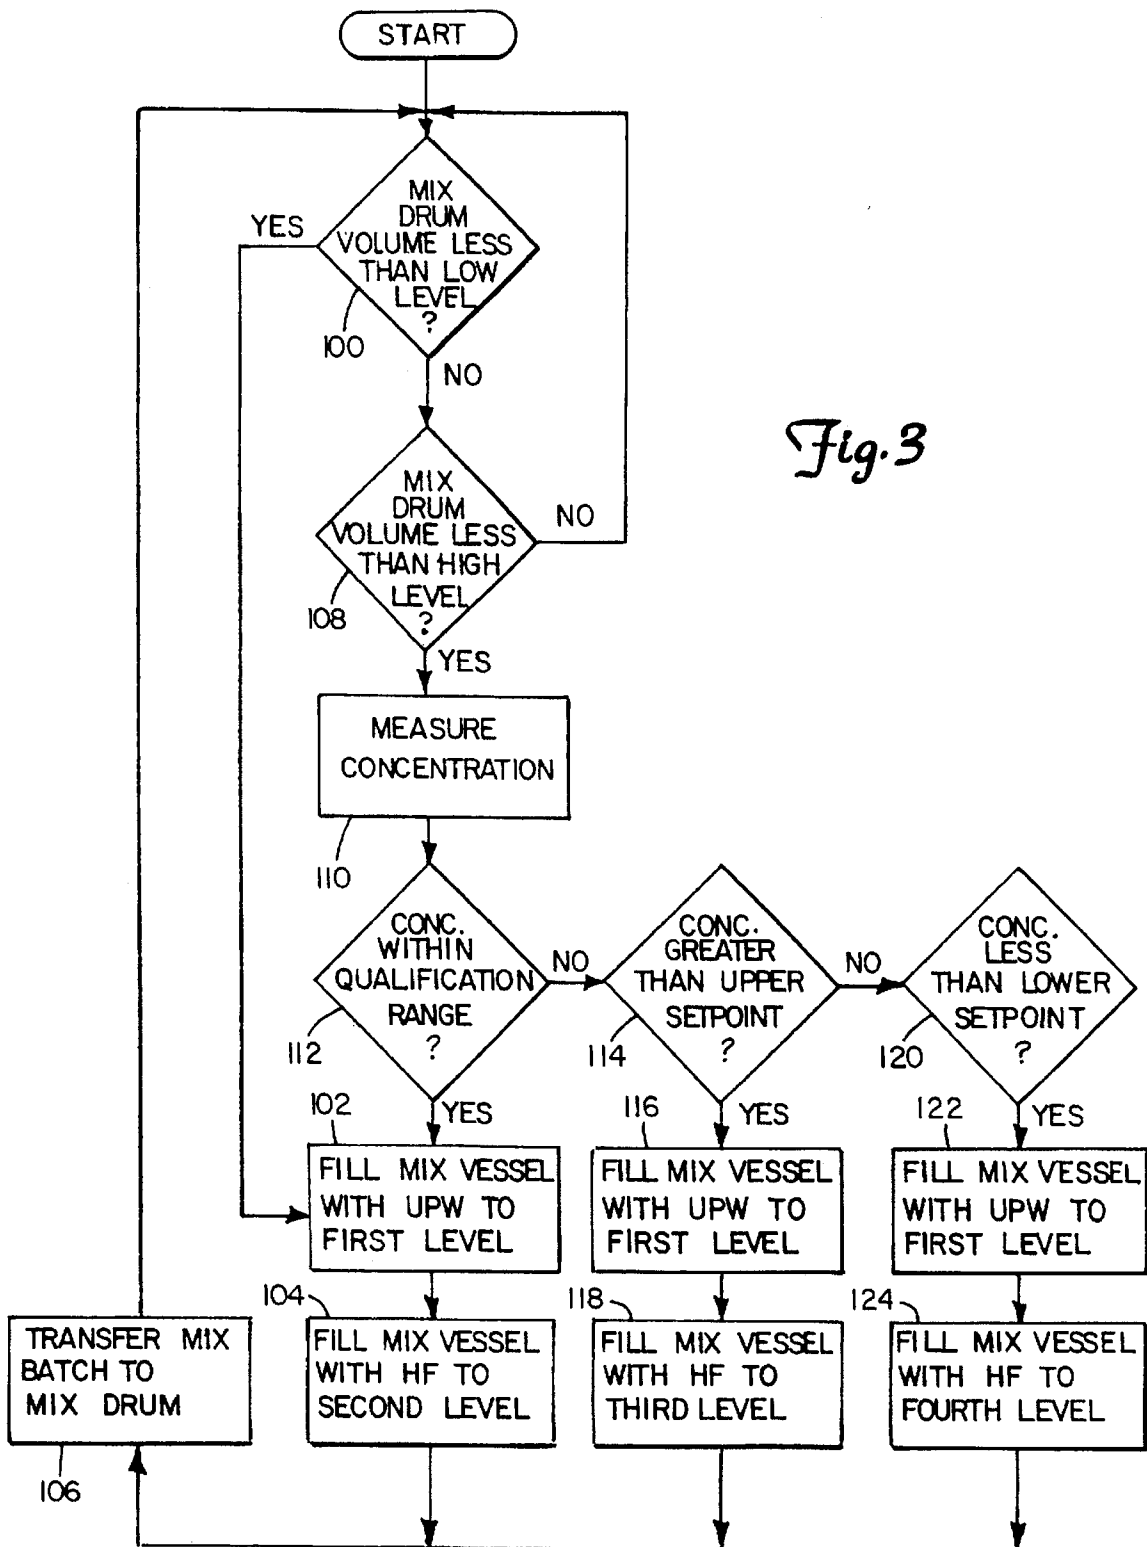 START
MIX
DRUM
VOLUME LESS
THAN LOW
LEVEL
?
YES
100
NO
Fig. 3
MIX
DRUM
VOLUME LESS
THAN HIGH
LEVEL
?
NO
108
YES
MEASURE
CONCENTRATION
110
CONC.
WITHIN
QUALIFICATION
RANGE
?
NO
112
YES
CONC.
GREATER
THAN UPPER
SETPOINT
?
NO
114
YES
CONC.
LESS
THAN LOWER
SETPOINT
?
120
YES
102
FILL MIX VESSEL
WITH UPW TO
FIRST LEVEL
116
FILL MIX VESSEL
WITH UPW TO
FIRST LEVEL
122
FILL MIX VESSEL
WITH UPW TO
FIRST LEVEL
TRANSFER MIX
BATCH TO
MIX DRUM
106
104
FILL MIX VESSEL
WITH HF TO
SECOND LEVEL
118
FILL MIX VESSEL
WITH HF TO
THIRD LEVEL
124
FILL MIX VESSEL
WITH HF TO
FOURTH LEVEL